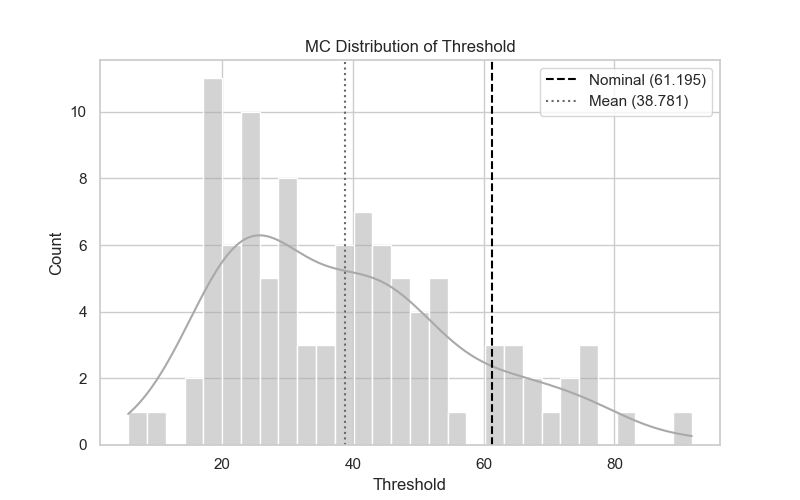 MC Distribution of Threshold
Nominal (61.195)
Mean (38.781)
Count
10
8
6
4
2
0
20
40
60
80
Threshold